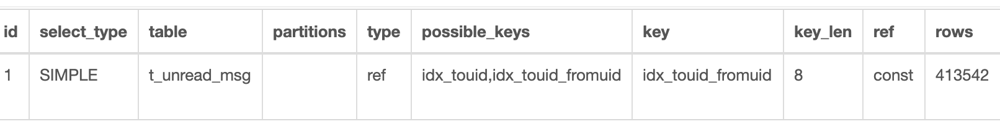 id select_type table partitions type possible_keys key key_len ref rows
1 SIMPLE t_unread_msg ref idx_touid,idx_touid_fromuid idx_touid_fromuid 8 const 413542